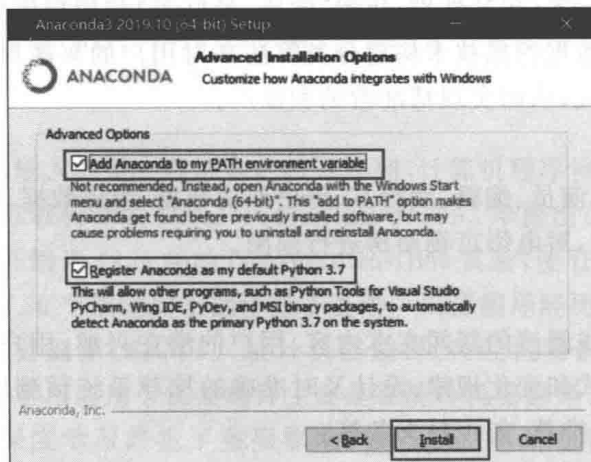 Anaconda3 2019.10 (64-bit) Setup
ANACONDA
Advanced Installation Options
Customize how Anaconda integrates with Windows
Advanced Options
Add Anaconda to my PATH environment variable
Not recommended. Instead, open Anaconda with the Windows Start
menu and select "Anaconda (64-bit)". This "add to PATH" option makes
Anaconda get found before previously installed software, but may
cause problems requiring you to uninstall and reinstall Anaconda.
Register Anaconda as my default Python 3.7
This will allow other programs, such as Python Tools for Visual Studio
PyCharm, Wing IDE, PyDev, and MSI binary packages, to automatically
detect Anaconda as the primary Python 3.7 on the system.
Anaconda, Inc.
< Back
Install
Cancel